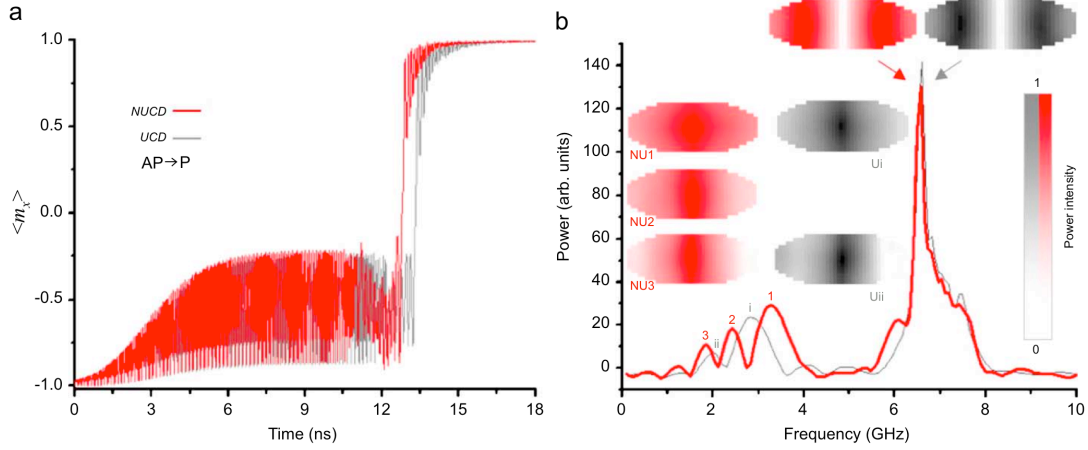 a
<m_x>
1.0
0.5
0.0
-0.5
-1.0
NUCD
UCD
AP→P
0
3
6
9
12
15
18
Time (ns)
b
Power (arb. units)
140
120
100
80
60
40
20
0
NU1
NU2
NU3
Ui
Uii
3
ii
2
i
1
1
0
Power intensity
0
2
4
6
8
10
Frequency (GHz)